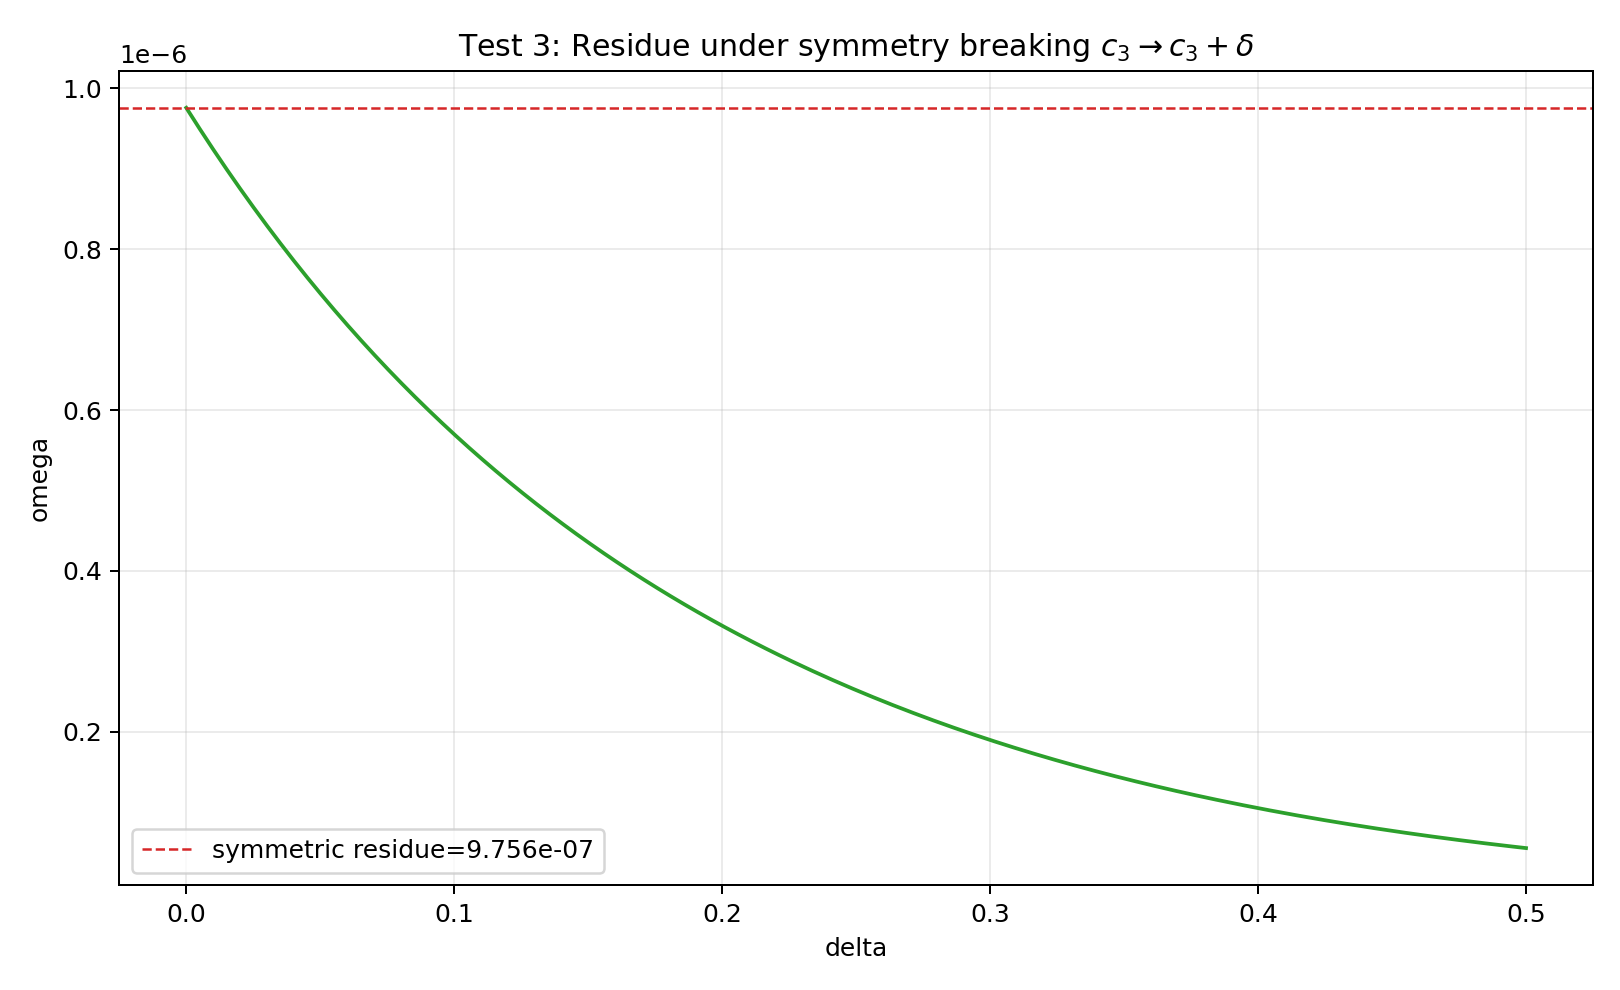 Test 3: Residue under symmetry breaking c₃ → c₃ + δ
1e−6
1.0
0.8
0.6
0.4
0.2
omega
symmetric residue=9.756e-07
0.0 0.1 0.2 0.3 0.4 0.5
delta